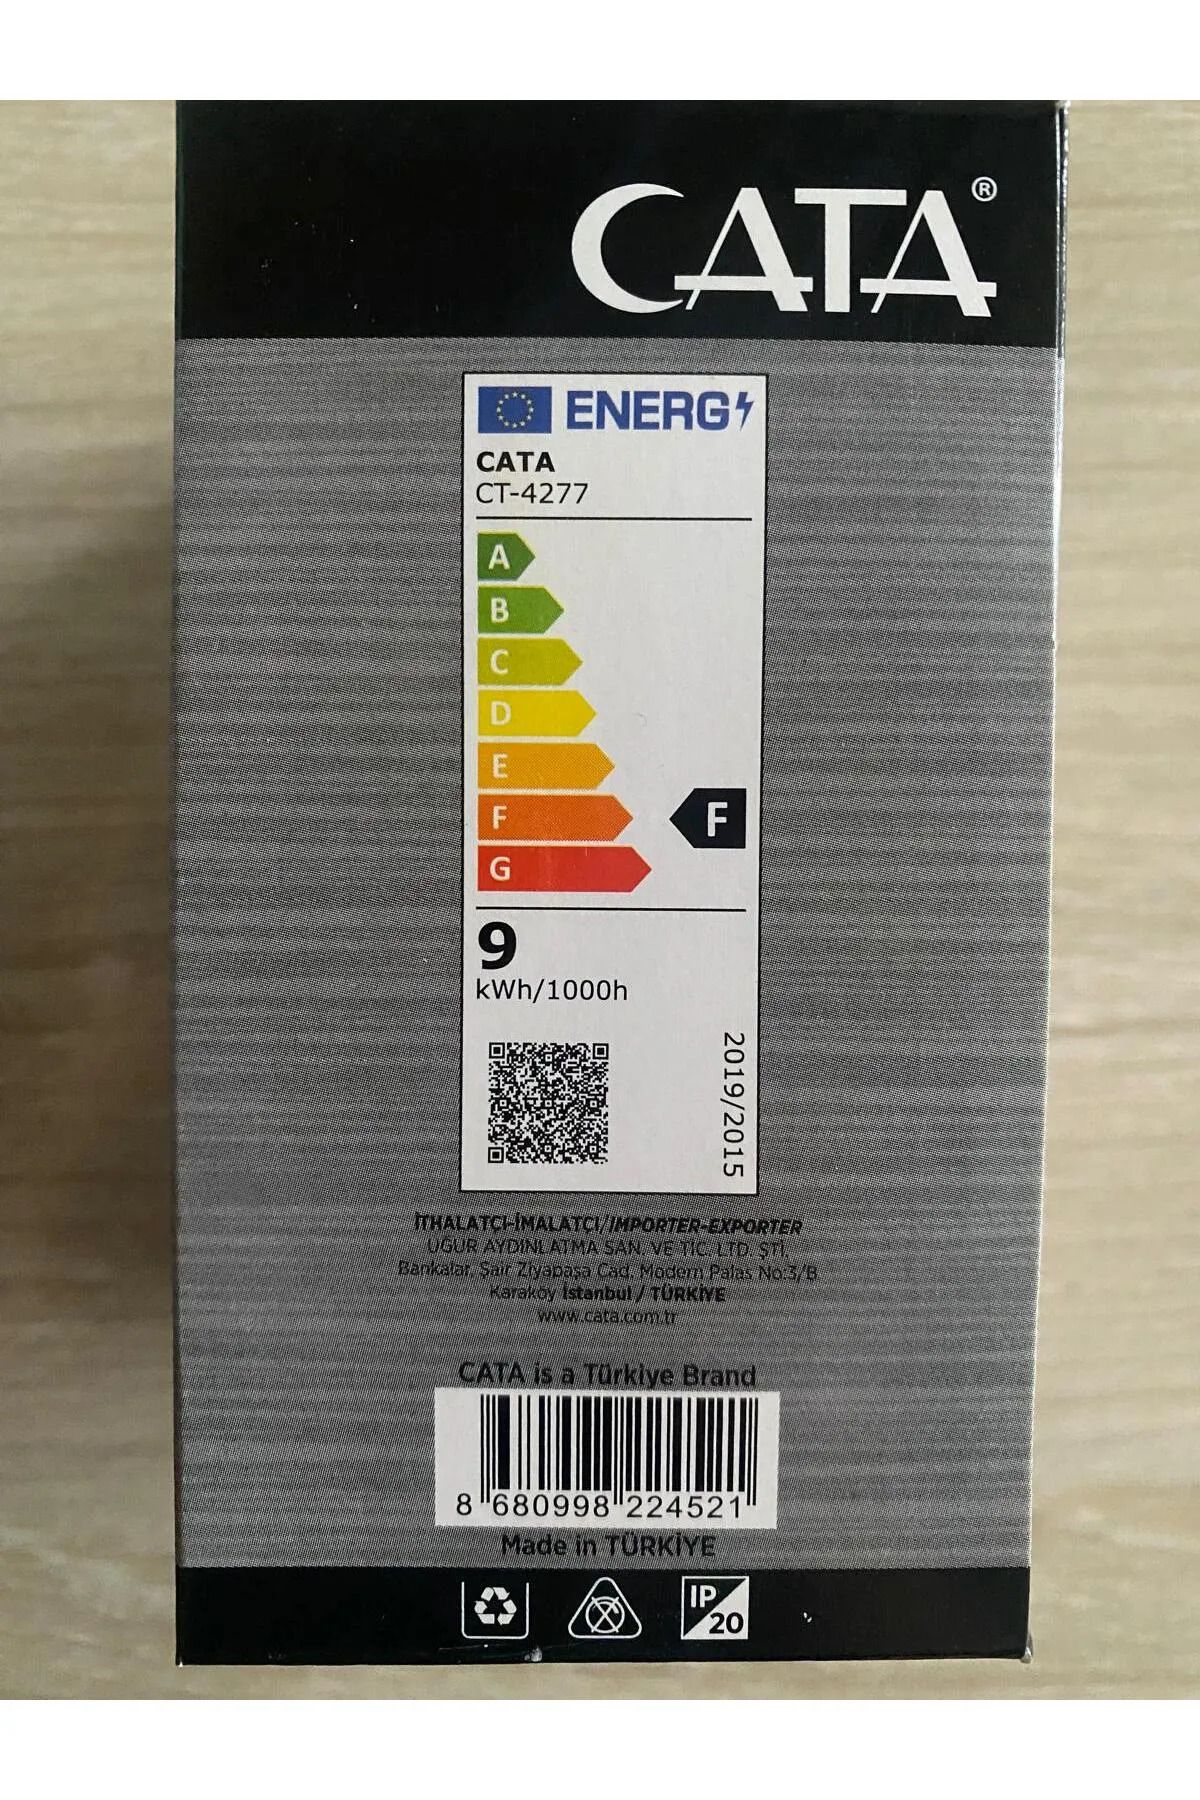 CATA®
ENERG
CATA
CT-4277
A
B
C
D
E
F
F
G
9
kWh/1000h
2019/2015
İTHALATCI-İMALATCI/IMPORTER-EXPORTER
UĞUR AYDINLATMA SAN. VE TİC. LTD. ŞTİ.
Bankalar, Şair Ziyapaşa Cad. Modern Palas No:3/B
Karaköy İstanbul / TÜRKİYE
www.cata.com.tr
CATA is a Türkiye Brand
8 680998 224521
Made in TÜRKİYE
IP
20